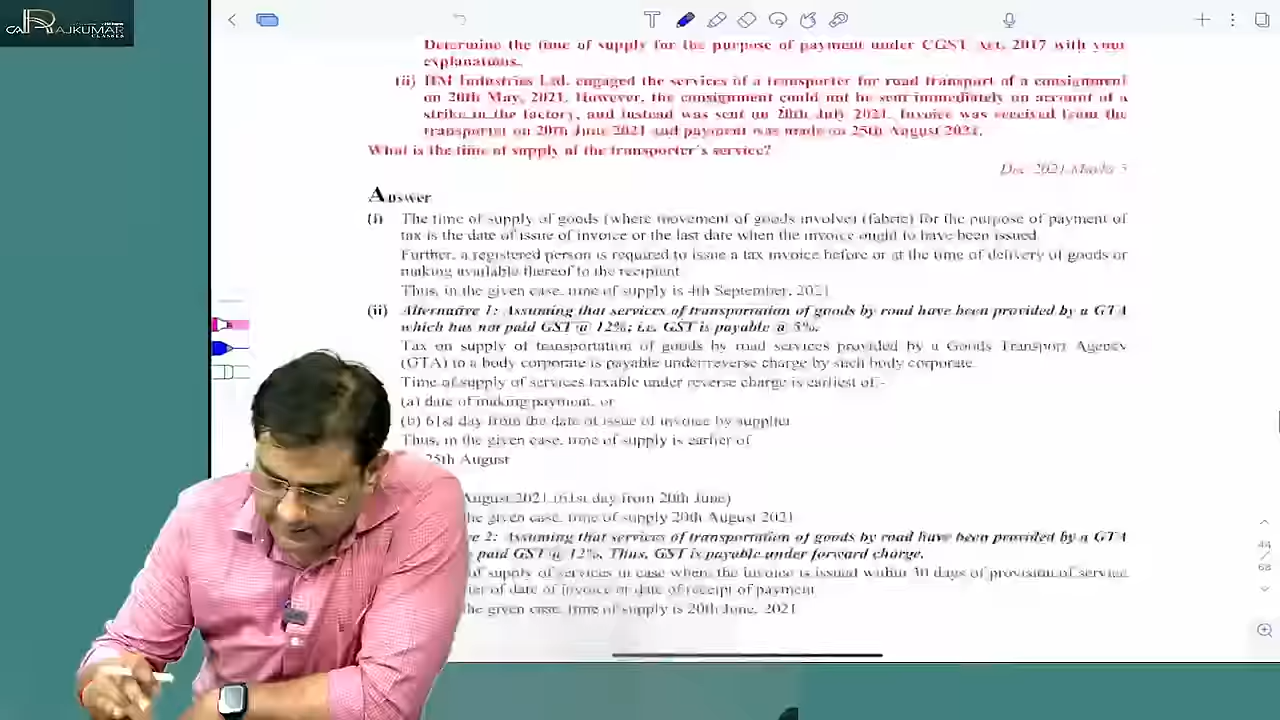 CA RAJKUMAR
Determine the time of supply for the purpose of payment under CGST Act, 2017 with your
explanations.
(ii) Industries Ltd. engaged the services of a transporter for road transport of a consignment
on 20th May, 2021. However, the consignment could not be sent immediately on account of a
strike in the factory, and instead was sent on 20th July 2021. Invoice was received from the
transporter on 20th June 2021 and payment was made on 25th August 2021.
What is the time of supply of the transporter's service?
Dec 2021 Marks 5
Answer
(i) The time of supply of goods (where movement of goods involve) (fabric) for the purpose of payment of
tax is the date of issue of invoice or the last date when the invoice ought to have been issued.
Further, a registered person is required to issue a tax invoice before or at the time of delivery of goods or
making available thereof to the recipient.
Thus, in the given case, time of supply is 4th September, 2021
(ii) Alternative 1: Assuming that services of transportation of goods by road have been provided by a GTA
which has not paid GST @ 12%; i.e. GST is payable @ 5%.
Tax on supply of transportation of goods by road services provided by a Goods Transport Agency
(GTA) to a body corporate is payable under reverse charge by such body corporate.
Time of supply of services taxable under reverse charge is earliest of:-
(a) date of making payment, or
(b) 61st day from the date of issue of invoice by supplier
Thus, in the given case, time of supply is earlier of
25th August
August 2021 (61st day from 20th June)
he given case, time of supply 20th August 2021
e 2: Assuming that services of transportation of goods by road have been provided by a GTA
paid GST @ 12%. Thus, GST is payable under forward charge.
of supply of services in case where the invoice is issued within 30 days of provision of service
of date of invoice or date of receipt of payment
he given case, time of supply is 20th June, 2021
T
68